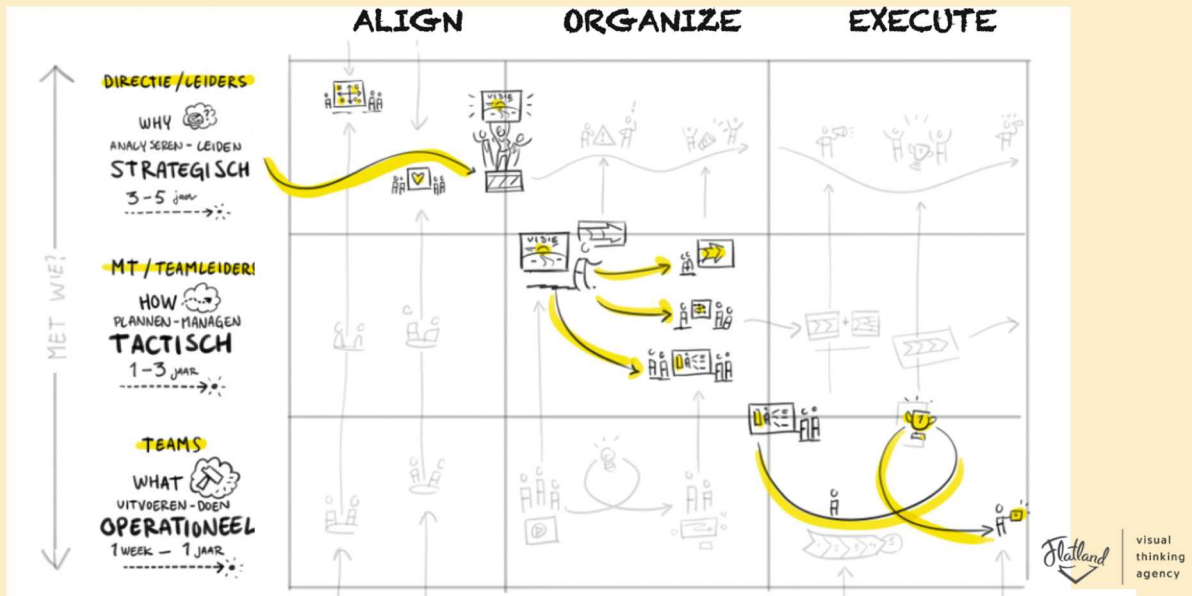 ALIGN
ORGANIZE
EXECUTE
MET WIE?
DIRECTIE/LEIDERS
WHY
ANALYSEREN-LEIDEN
STRATEGISCH
3-5 jaar
VISIE
MT/TEAMLEIDERS
HOW
PLANNEN-MANAGEN
TACTISCH
1-3 JAAR
VISIE
TEAMS
WHAT
UITVOEREN-DOEN
OPERATIONEEL
1 WEEK - 1 JAAR
Flatland
visual
thinking
agency